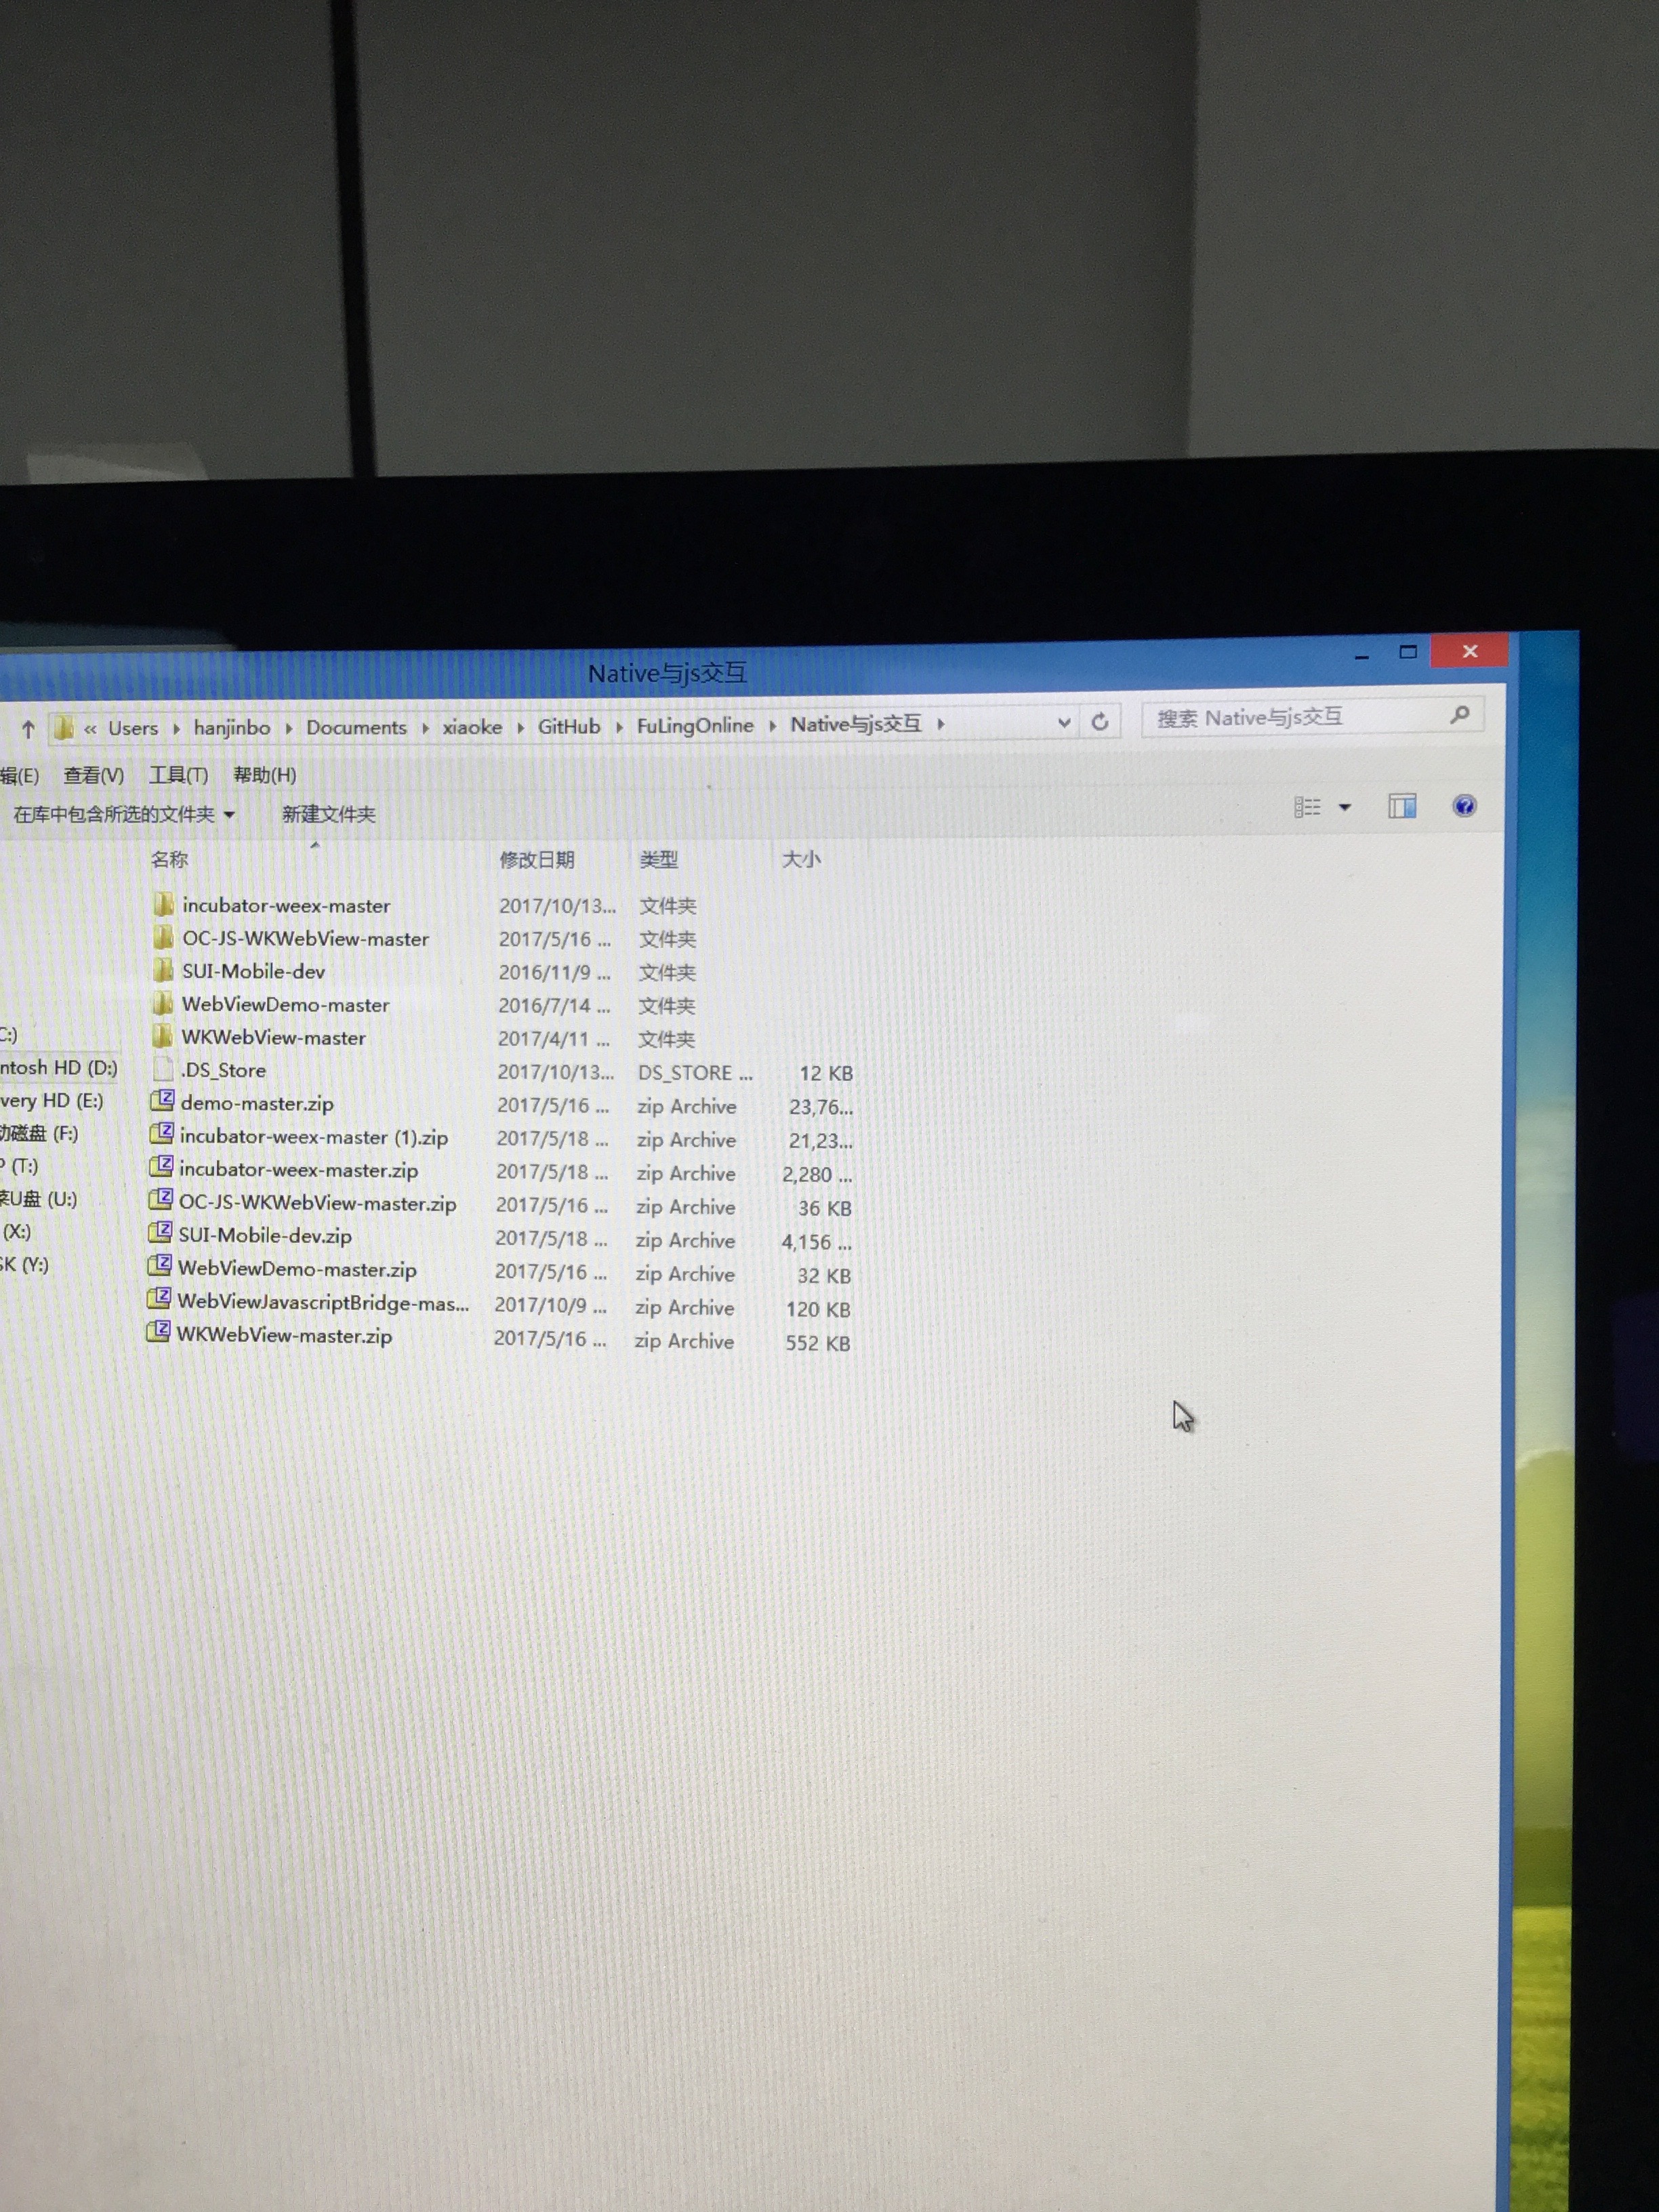 Native与js交互
« Users ▸ hanjinbo ▸ Documents ▸ xiaoke ▸ GitHub ▸ FuLingOnline ▸ Native与js交互 ▸ 搜索 Native与js交互
辑(E) 查看(V) 工具(T) 帮助(H)
在库中包含所选的文件夹 新建文件夹
名称 修改日期 类型 大小
incubator-weex-master 2017/10/13... 文件夹
OC-JS-WKWebView-master 2017/5/16 ... 文件夹
SUI-Mobile-dev 2016/11/9 ... 文件夹
WebViewDemo-master 2016/7/14 ... 文件夹
C:) WKWebView-master 2017/4/11 ... 文件夹
ntosh HD (D:) .DS_Store 2017/10/13... DS_STORE ... 12 KB
very HD (E:) demo-master.zip 2017/5/16 ... zip Archive 23,76...
动磁盘 (F:) incubator-weex-master (1).zip 2017/5/18 ... zip Archive 21,23...
P (T:) incubator-weex-master.zip 2017/5/18 ... zip Archive 2,280 ...
菜U盘 (U:) OC-JS-WKWebView-master.zip 2017/5/16 ... zip Archive 36 KB
(X:) SUI-Mobile-dev.zip 2017/5/18 ... zip Archive 4,156 ...
SK (Y:) WebViewDemo-master.zip 2017/5/16 ... zip Archive 32 KB
WebViewJavascriptBridge-mas... 2017/10/9 ... zip Archive 120 KB
WKWebView-master.zip 2017/5/16 ... zip Archive 552 KB